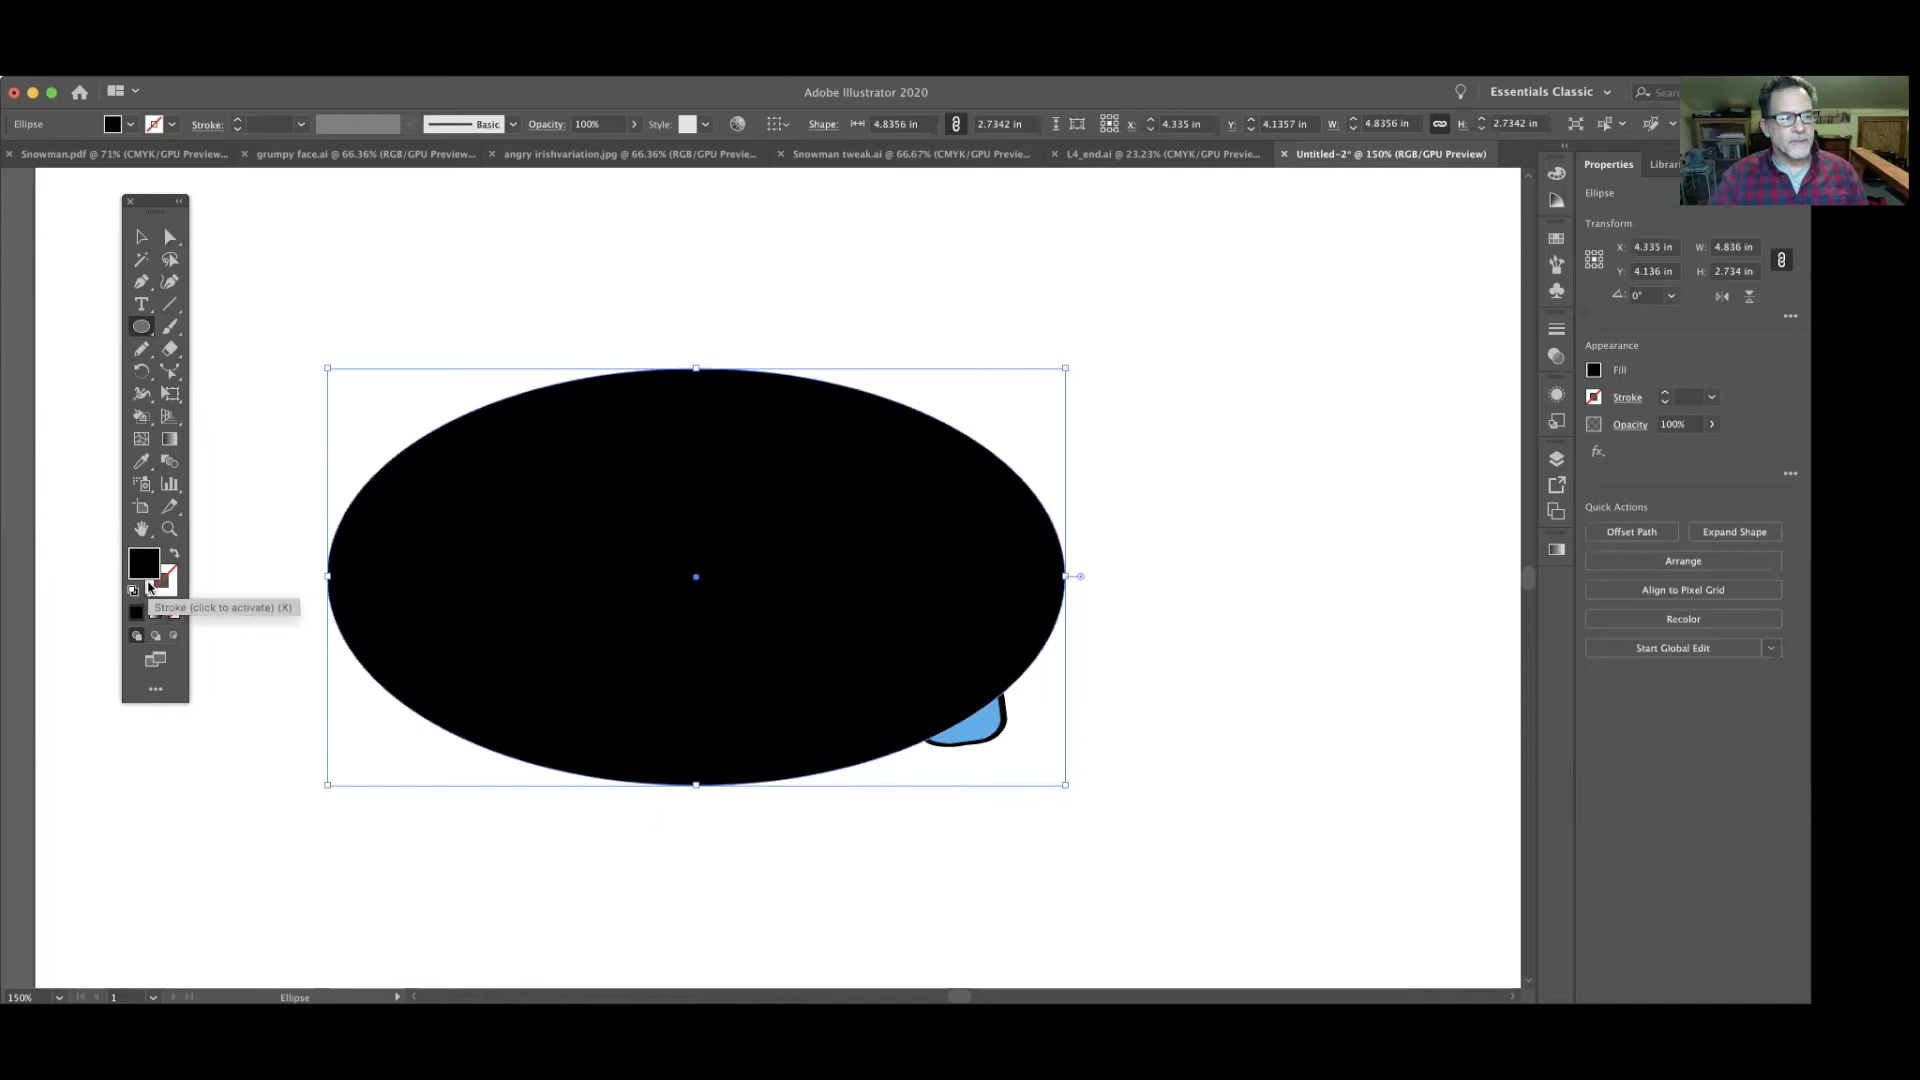 Adobe Illustrator 2020
Essentials Classic
Sear
Ellipse
Stroke:
Basic
Opacity: 100%
Style:
Shape:
4.8356 in
2.7342 in
X: 4.335 in
Y: 4.1357 in
W: 4.8356 in
H: 2.7342 in
Snowman.pdf @ 71% (CMYK/GPU Preview...
grumpy face.ai @ 66.36% (RGB/GPU Preview...
angry irishvariation.jpg @ 66.36% (RGB/GPU Previe...
Snowman tweak.ai @ 66.67% (CMYK/GPU Previe...
L4_end.ai @ 23.23% (CMYK/GPU Previe...
Untitled-2* @ 150% (RGB/GPU Preview)
Properties
Librari
Ellipse
Transform
X: 4.335 in
W: 4.836 in
Y: 4.136 in
H: 2.734 in
0°
Appearance
Fill
Stroke
Opacity 100%
fx.
Quick Actions
Offset Path
Expand Shape
Arrange
Align to Pixel Grid
Recolor
Start Global Edit
Stroke (click to activate) (X)
150%
1
Ellipse